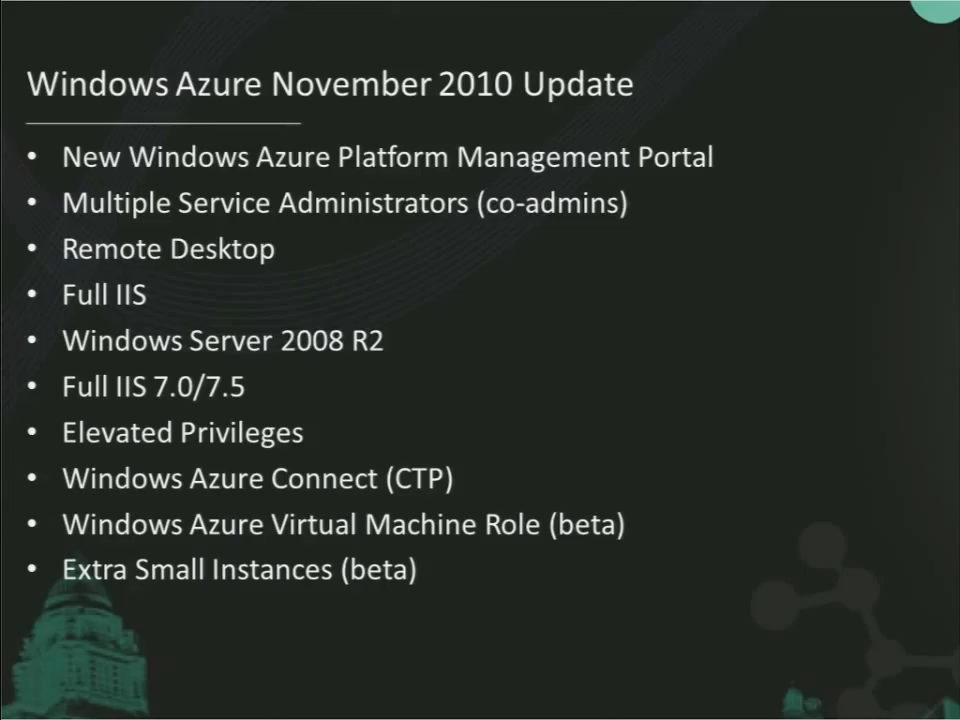 Windows Azure November 2010 Update
• New Windows Azure Platform Management Portal
• Multiple Service Administrators (co-admins)
• Remote Desktop
• Full IIS
• Windows Server 2008 R2
• Full IIS 7.0/7.5
• Elevated Privileges
• Windows Azure Connect (CTP)
• Windows Azure Virtual Machine Role (beta)
• Extra Small Instances (beta)